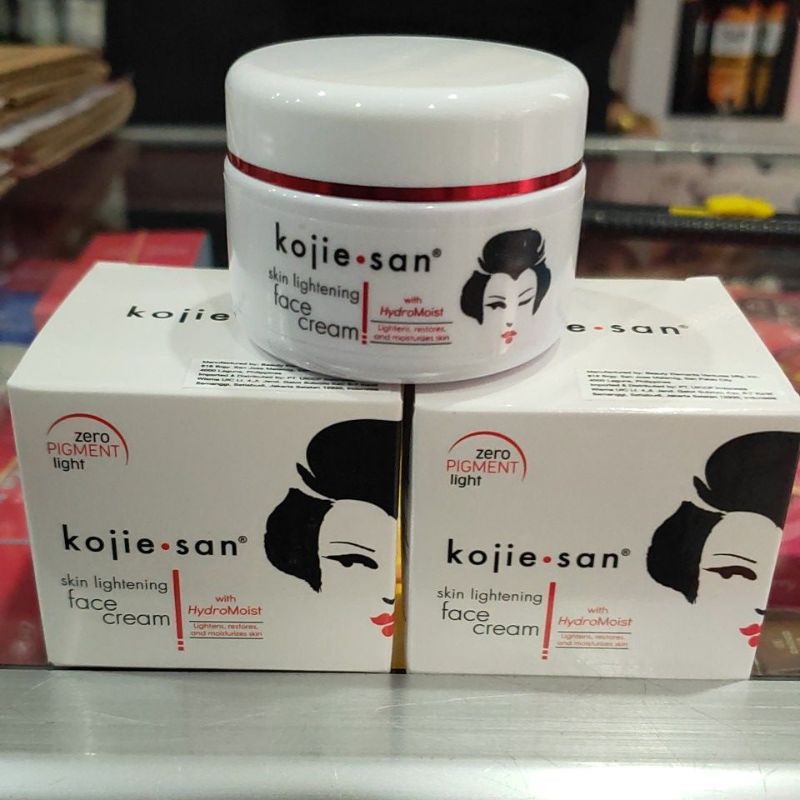 kojie•san®
skin lightening
face
cream
with
HydroMoist
Lightens, restores,
and moisturizes skin
kojie
zero
PIGMENT
light
kojie•san®
skin lightening
face
cream
with
HydroMoist
Lightens, restores,
and moisturizes skin
e•san®
zero
PIGMENT
light
kojie•san®
skin lightening
face
cream
with
HydroMoist
Lightens, restores,
and moisturizes skin